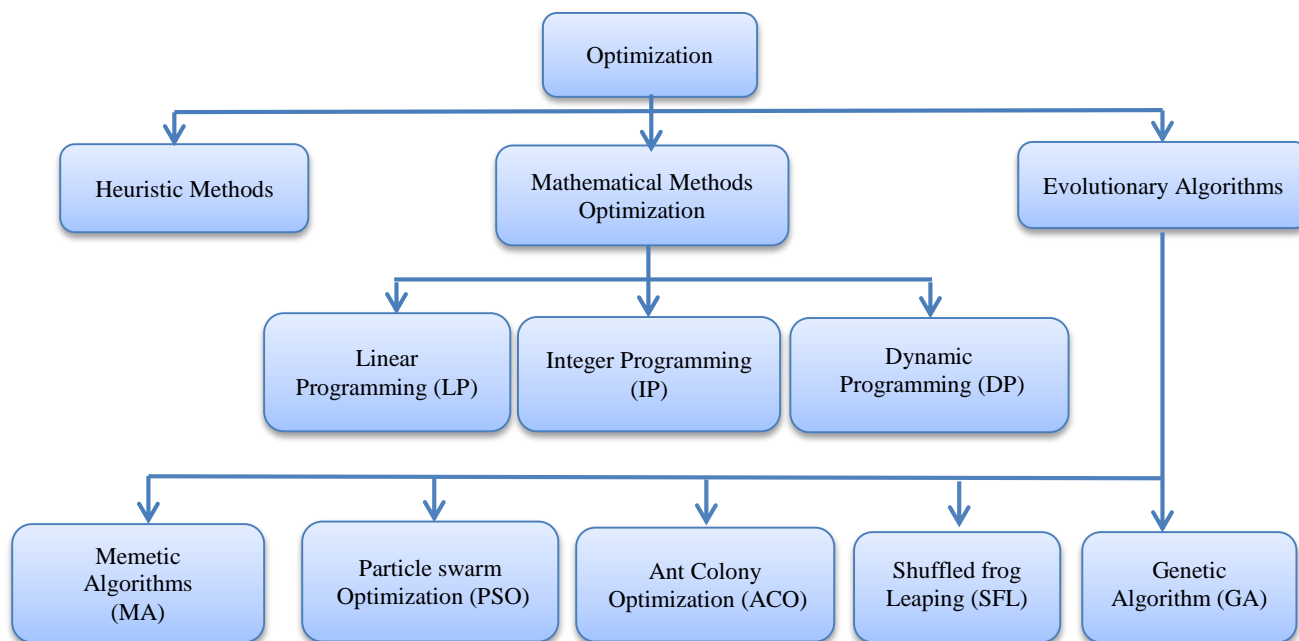 Optimization
Heuristic Methods
Mathematical Methods
Optimization
Evolutionary Algorithms
Linear
Programming (LP)
Integer Programming
(IP)
Dynamic
Programming (DP)
Memetic
Algorithms
(MA)
Particle swarm
Optimization (PSO)
Ant Colony
Optimization (ACO)
Shuffled frog
Leaping (SFL)
Genetic
Algorithm (GA)